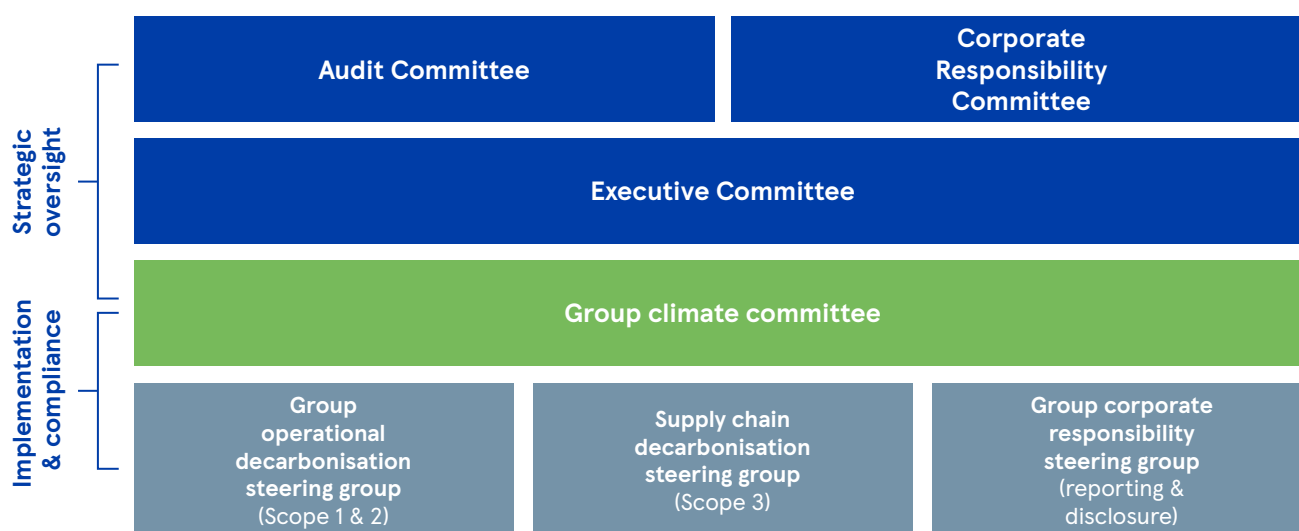 Strategic
oversight
Audit Committee
Corporate
Responsibility
Committee
Executive Committee
Implementation
& compliance
Group climate committee
Group
operational
decarbonisation
steering group
(Scope 1 & 2)
Supply chain
decarbonisation
steering group
(Scope 3)
Group corporate
responsibility
steering group
(reporting &
disclosure)